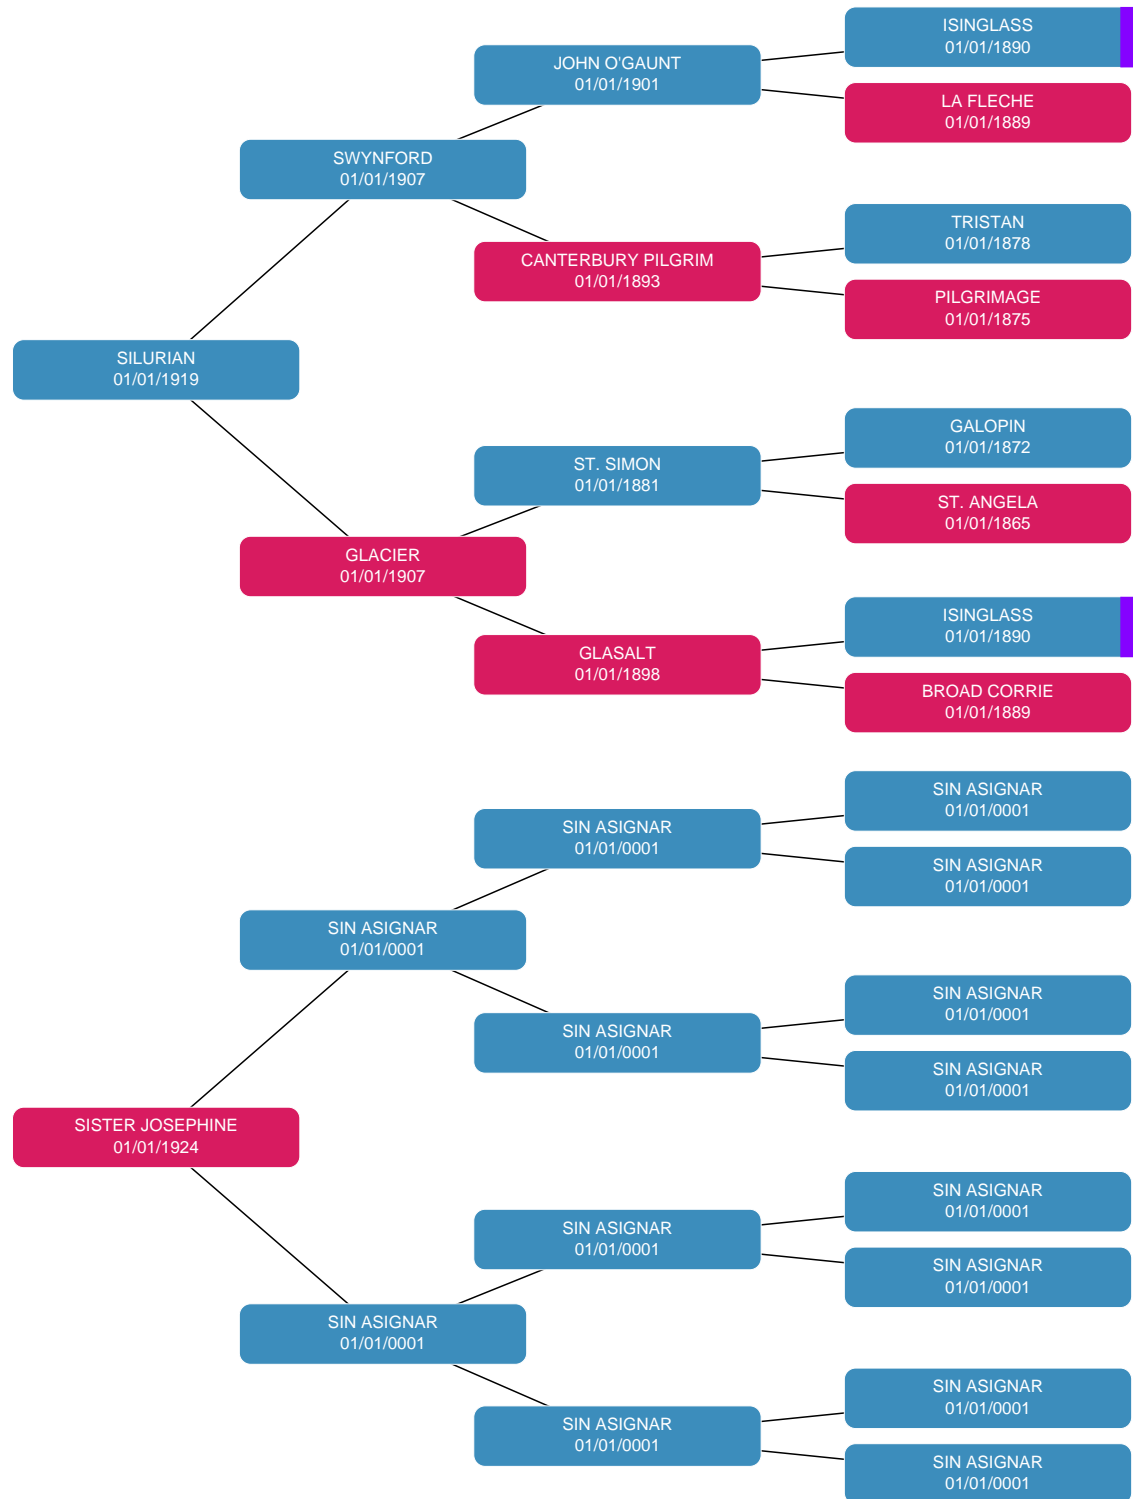 ISINGLASS
01/01/1890
JOHN O'GAUNT
01/01/1901
LA FLECHE
01/01/1889
SWYNFORD
01/01/1907
TRISTAN
01/01/1878
CANTERBURY PILGRIM
01/01/1893
PILGRIMAGE
01/01/1875
SILURIAN
01/01/1919
GALOPIN
01/01/1872
ST. SIMON
01/01/1881
ST. ANGELA
01/01/1865
GLACIER
01/01/1907
ISINGLASS
01/01/1890
GLASALT
01/01/1898
BROAD CORRIE
01/01/1889
SIN ASIGNAR
01/01/0001
SIN ASIGNAR
01/01/0001
SIN ASIGNAR
01/01/0001
SIN ASIGNAR
01/01/0001
SIN ASIGNAR
01/01/0001
SIN ASIGNAR
01/01/0001
SIN ASIGNAR
01/01/0001
SISTER JOSEPHINE
01/01/1924
SIN ASIGNAR
01/01/0001
SIN ASIGNAR
01/01/0001
SIN ASIGNAR
01/01/0001
SIN ASIGNAR
01/01/0001
SIN ASIGNAR
01/01/0001
SIN ASIGNAR
01/01/0001
SIN ASIGNAR
01/01/0001